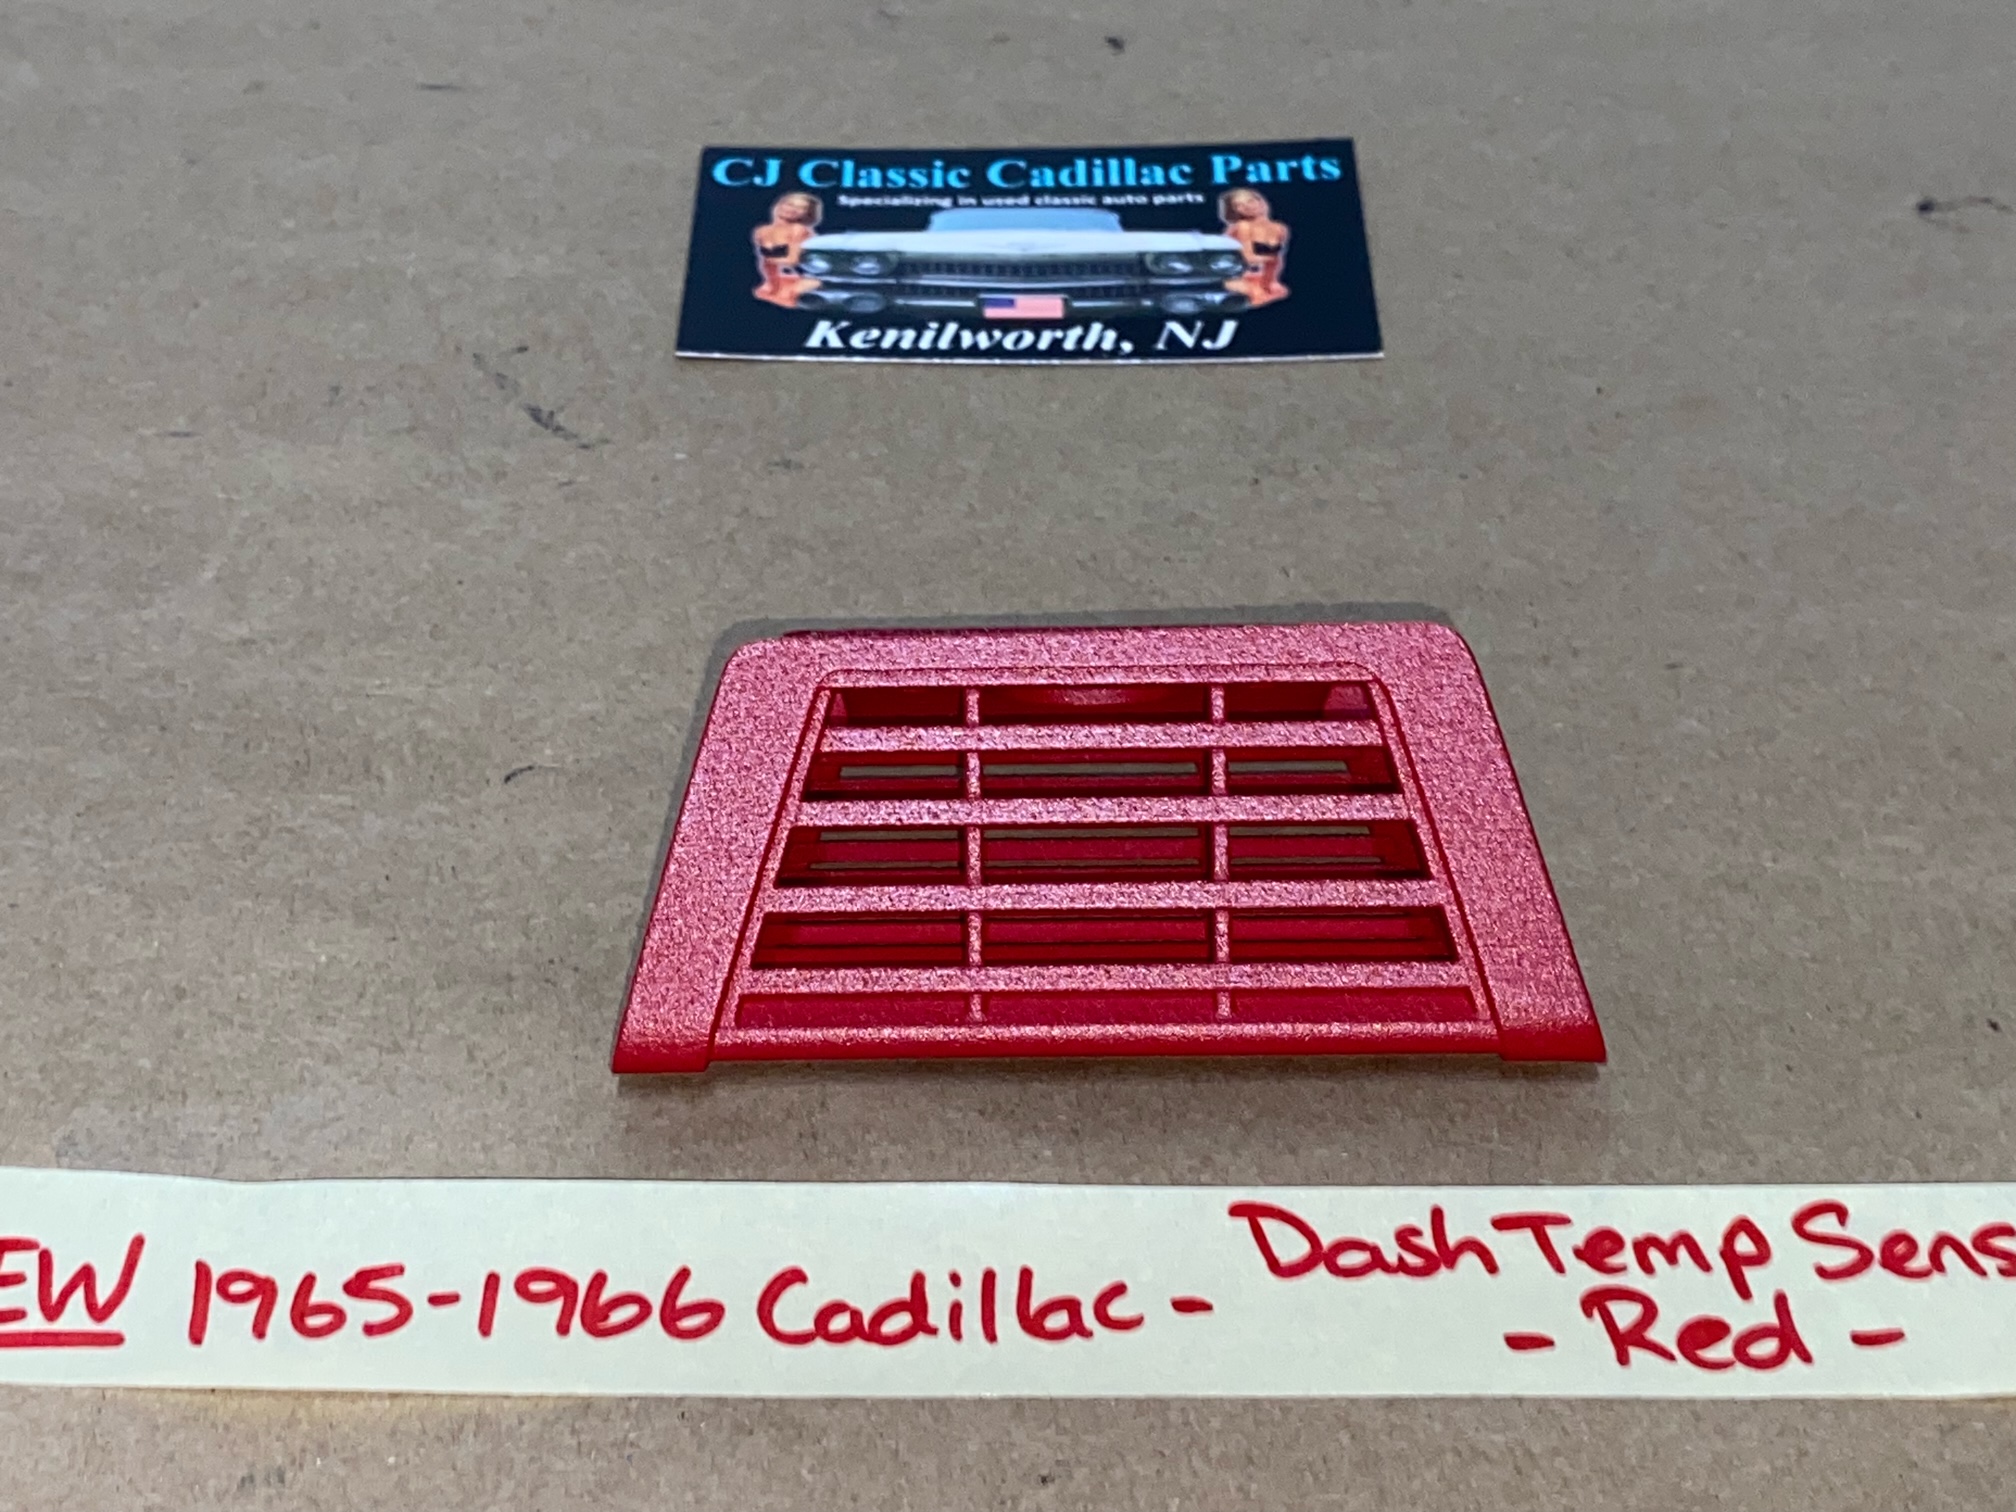 CJ Classic Cadillac Parts
Specializing in used classic auto parts
Kenilworth, NJ
EW 1965-1966 Cadillac - Dash Temp Sens
- Red -